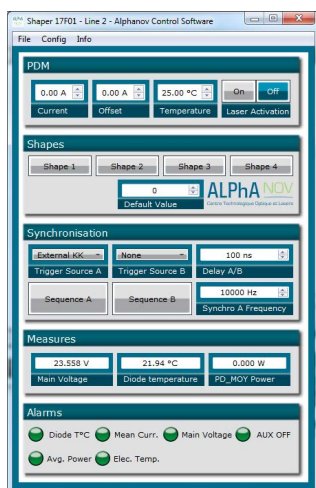 Shaper 17F01 - Line 2 - Alphanov Control Software
File Config Info
PDM
0.00 A 0.00 A 25.00 °C On Off
Current Offset Temperature Laser Activation
Shapes
Shape 1 Shape 2 Shape 3 Shape 4
0
Default Value
ALPhA NOV
Centre Technologique Optique et Lasers
Synchronisation
External KK None 100 ns
Trigger Source A Trigger Source B Delay A/B
Sequence A Sequence B 10000 Hz
Synchro A Frequency
Measures
23.558 V 21.94 °C 0.000 W
Main Voltage Diode temperature PD_MOY Power
Alarms
Diode T°C Mean Curr. Main Voltage AUX OFF
Avg. Power Elec. Temp.